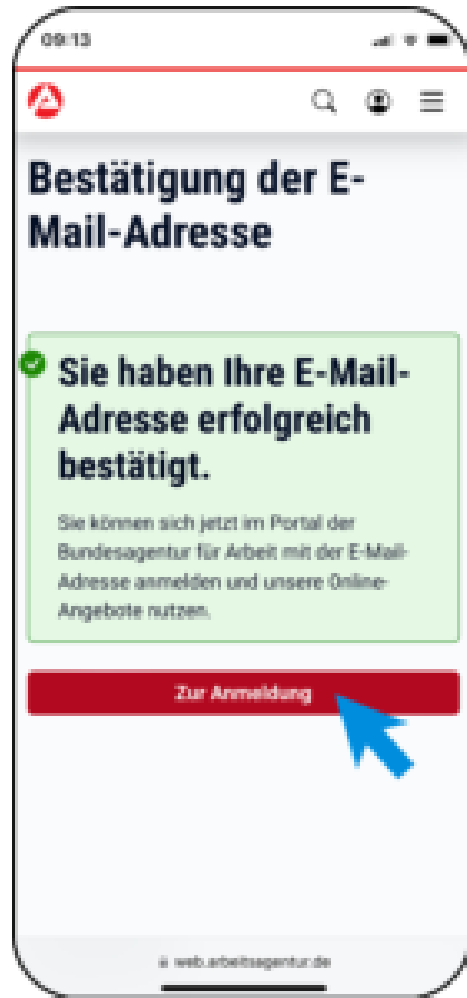 09:13
Bestätigung der E-
Mail-Adresse
Sie haben Ihre E-Mail-
Adresse erfolgreich
bestätigt.
Sie können sich jetzt im Portal der
Bundesagentur für Arbeit mit der E-Mail-
Adresse anmelden und unsere Online-
Angebote nutzen.
Zur Anmeldung
web.arbeitsagentur.de